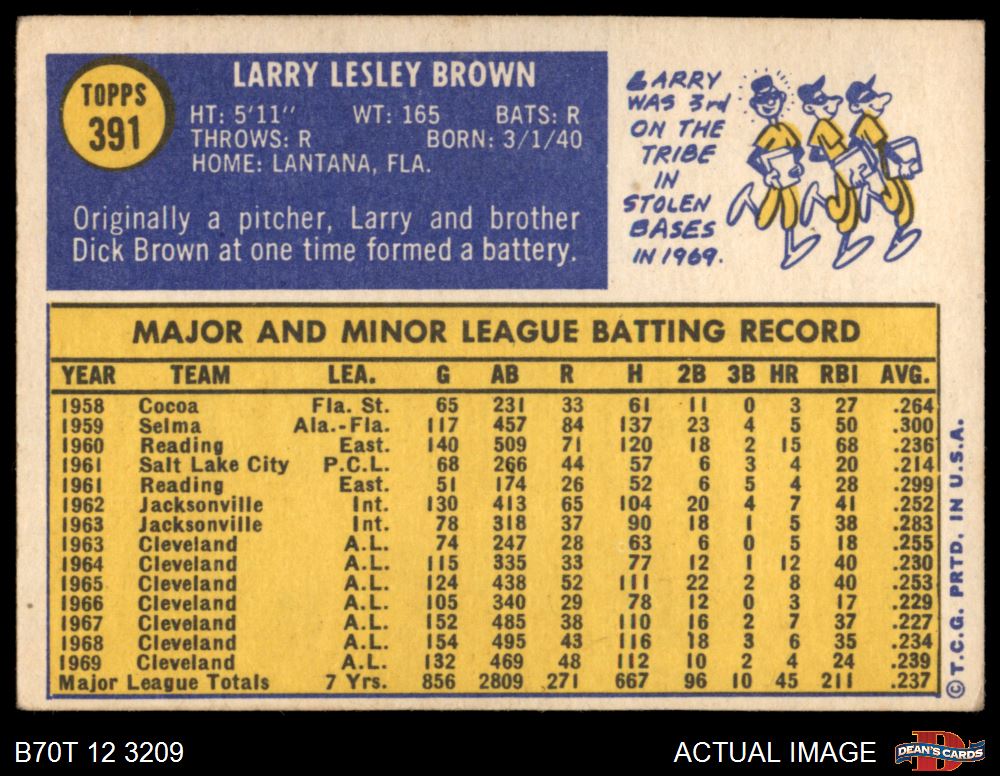 TOPPS
391
LARRY LESLEY BROWN
HT: 5'11" WT: 165 BATS: R
THROWS: R BORN: 3/1/40
HOME: LANTANA, FLA.
Originally a pitcher, Larry and brother
Dick Brown at one time formed a battery.
LARRY
WAS 3rd
ON THE
TRIBE
IN
STOLEN
BASES
IN 1969.
MAJOR AND MINOR LEAGUE BATTING RECORD
YEAR TEAM LEA. G AB R H 2B 3B HR RBI AVG.
1958 Cocoa Fla. St. 65 231 33 61 11 0 3 27 .264
1959 Selma Ala.-Fla. 117 457 84 137 23 4 5 50 .300
1960 Reading East. 140 509 71 120 18 2 15 68 .236
1961 Salt Lake City P.C.L. 68 266 44 57 6 3 4 20 .214
1961 Reading East. 51 174 26 52 6 5 4 28 .299
1962 Jacksonville Int. 130 413 65 104 20 4 7 41 .252
1963 Jacksonville Int. 78 318 37 90 18 1 5 38 .283
1963 Cleveland A.L. 74 247 28 63 6 0 5 18 .255
1964 Cleveland A.L. 115 335 33 77 12 1 12 40 .230
1965 Cleveland A.L. 124 438 52 111 22 2 8 40 .253
1966 Cleveland A.L. 105 340 29 78 12 0 3 17 .229
1967 Cleveland A.L. 152 485 38 110 16 2 7 37 .227
1968 Cleveland A.L. 154 495 43 116 18 3 6 35 .234
1969 Cleveland A.L. 132 469 48 112 10 2 4 24 .239
Major League Totals 7 Yrs. 856 2809 271 667 96 10 45 211 .237
© T.C.G. PRTD. IN U.S.A.
B70T 12 3209
ACTUAL IMAGE
DEAN'S CARDS